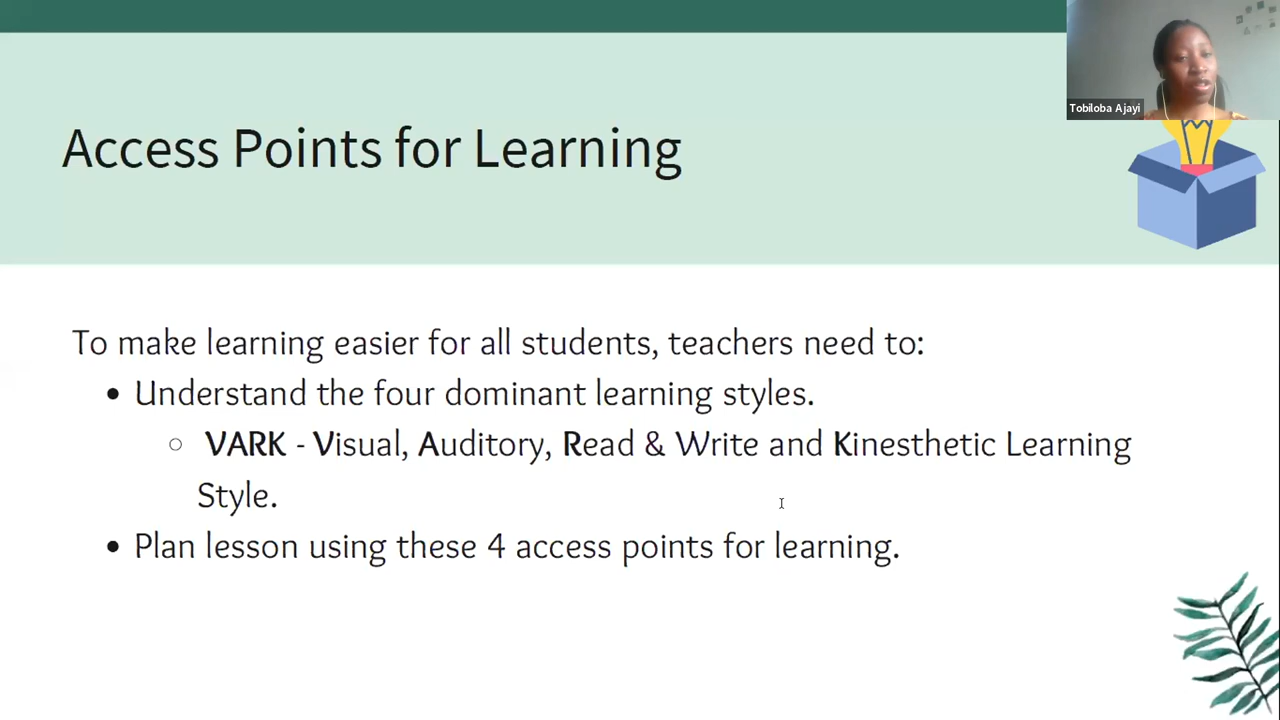 Tobiloba Ajayi
Access Points for Learning
To make learning easier for all students, teachers need to:
• Understand the four dominant learning styles.
○ VARK - Visual, Auditory, Read & Write and Kinesthetic Learning
Style.
• Plan lesson using these 4 access points for learning.